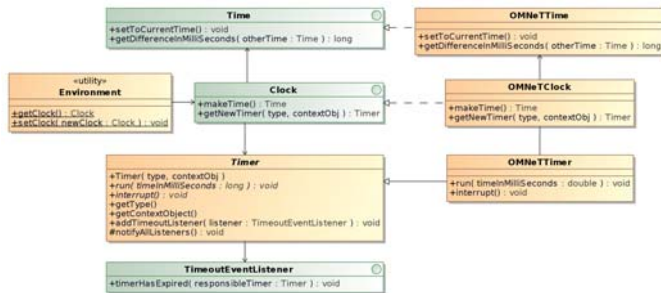 Time
+setToCurrentTime() : void
+getDifferenceInMilliSeconds( otherTime : Time ) : long
OMNeTTime
+setToCurrentTime() : void
+getDifferenceInMilliSeconds( otherTime : Time ) : long
«utility»
Environment
+getClock() : Clock
+setClock( newClock : Clock ) : void
Clock
+makeTime() : Time
+getNewTimer( type, contextObj ) : Timer
OMNeTClock
+makeTime() : Time
+getNewTimer( type, contextObj ) : Timer
Timer
+Timer( type, contextObj )
+run( timeInMilliSeconds : long ) : void
+interrupt() : void
+getType()
+getContextObject()
+addTimeoutListener( listener : TimeoutEventListener ) : void
#notifyAllListeners() : void
OMNeTTimer
+run( timeInMilliSeconds : double ) : void
+interrupt() : void
TimeoutEventListener
+timerHasExpired( responsibleTimer : Timer ) : void